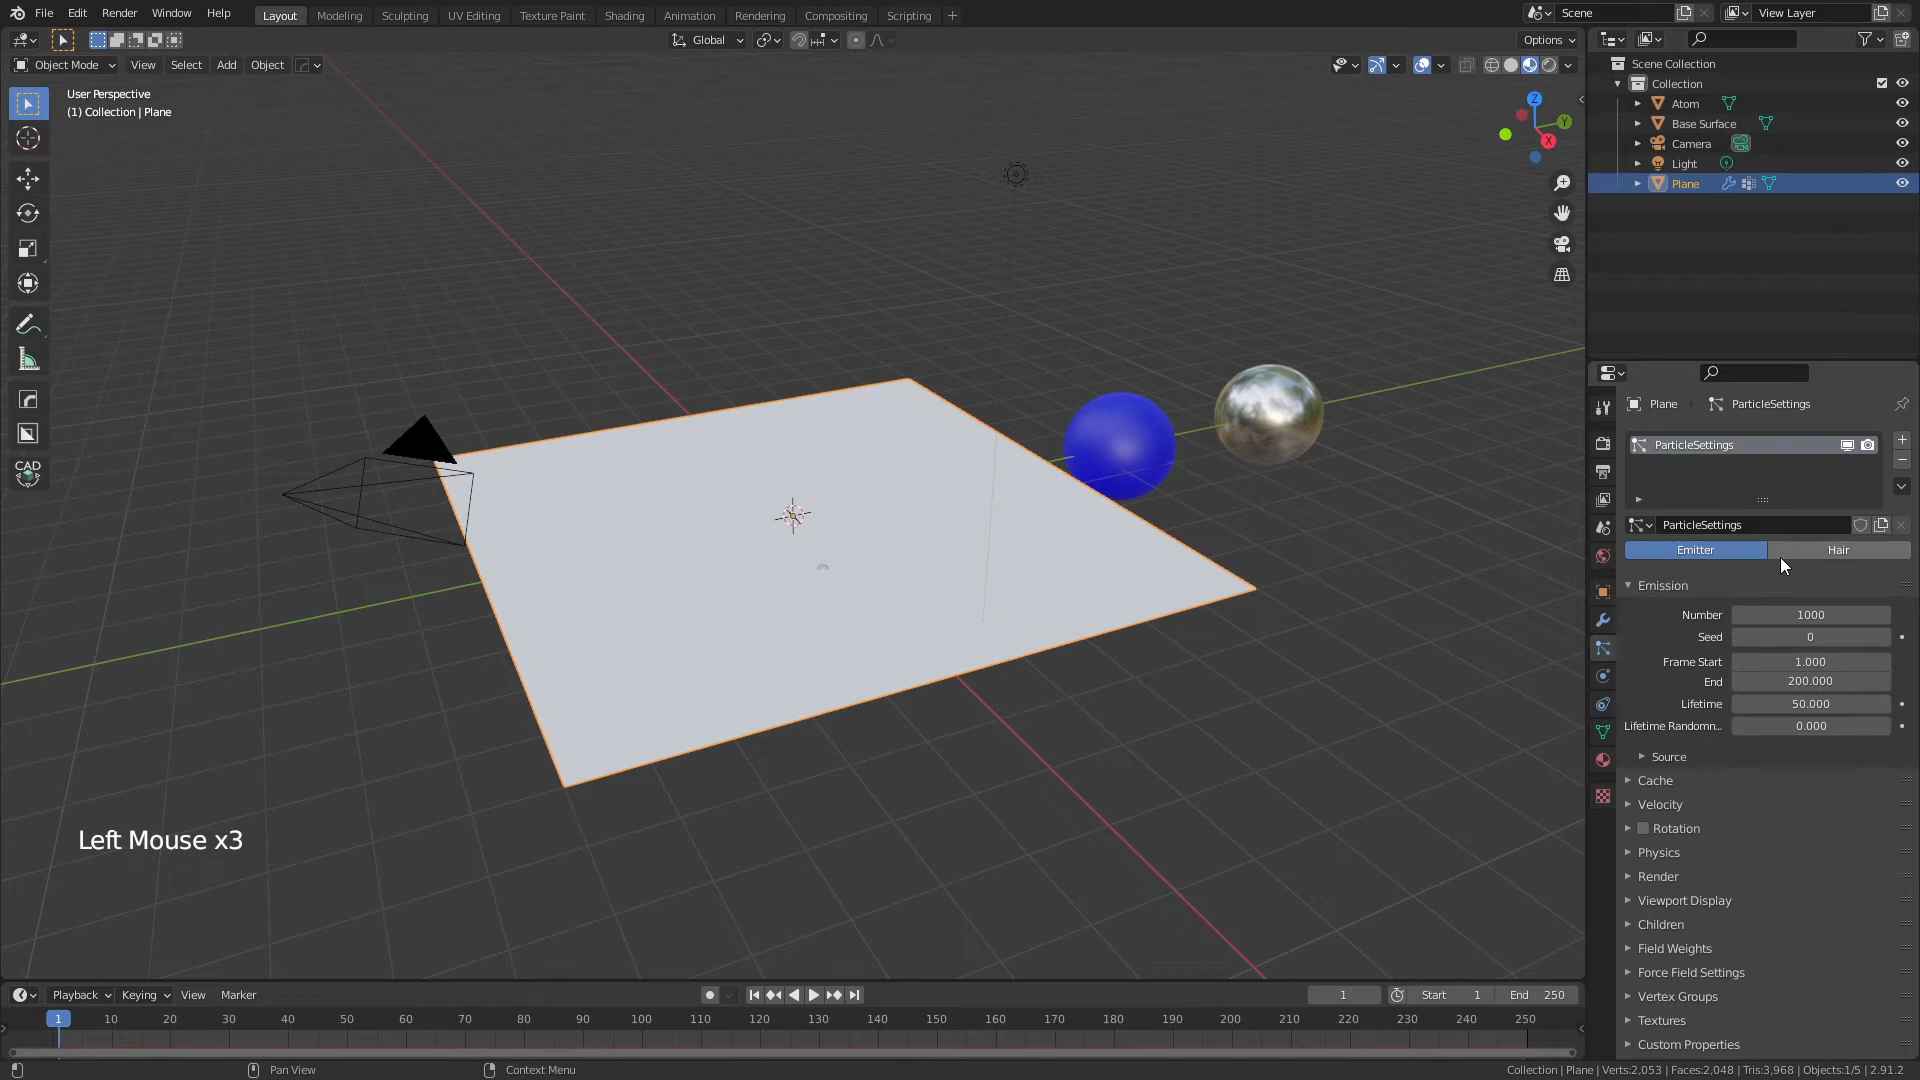 File Edit Render Window Help Layout Modeling Sculpting UV Editing Texture Paint Shading Animation Rendering Compositing Scripting + Scene View Layer
Global Options
Object Mode View Select Add Object
User Perspective
(1) Collection | Plane
Z
Y
X
CAD
Left Mouse x3
Scene Collection
Collection
Atom
Base Surface
Camera
Light
Plane
Plane ParticleSettings
ParticleSettings
ParticleSettings
Emitter Hair
Emission
Number 1000
Seed 0
Frame Start 1.000
End 200.000
Lifetime 50.000
Lifetime Randomn... 0.000
Source
Cache
Velocity
Rotation
Physics
Render
Viewport Display
Children
Field Weights
Force Field Settings
Vertex Groups
Textures
Custom Properties
Playback Keying View Marker 1 Start 1 End 250
1 10 20 30 40 50 60 70 80 90 100 110 120 130 140 150 160 170 180 190 200 210 220 230 240 250
Pan View Context Menu Collection | Plane | Verts:2,053 | Faces:2,048 | Tris:3,968 | Objects:1/5 | 2.91.2